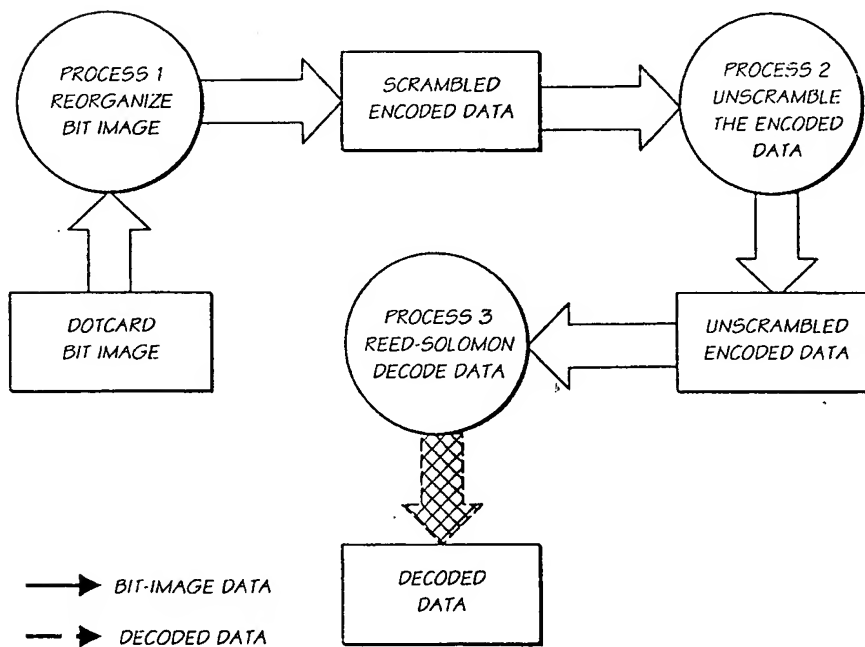 PROCESS 1
REORGANIZE
BIT IMAGE
SCRAMBLED
ENCODED DATA
PROCESS 2
UNSCRAMBLE
THE ENCODED
DATA
DOTCARD
BIT IMAGE
PROCESS 3
REED-SOLOMON
DECODE DATA
UNSCRAMBLED
ENCODED DATA
DECODED
DATA
BIT-IMAGE DATA
DECODED DATA